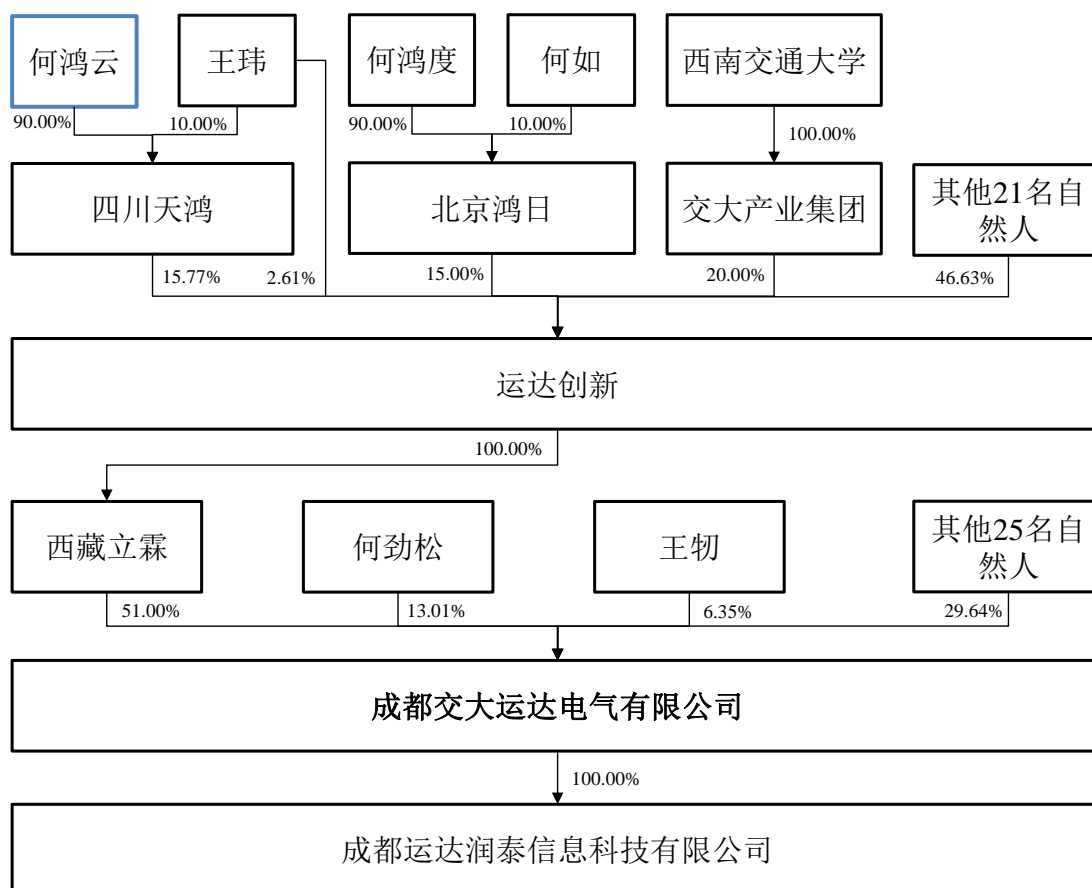 何鸿云
王玮
何鸿度
何如
西南交通大学
90.00%
10.00%
90.00%
10.00%
100.00%
四川天鸿
北京鸿日
交大产业集团
其他21名自
然人
15.77%
2.61%
15.00%
20.00%
46.63%
运达创新
100.00%
西藏立霖
何劲松
王牣
其他25名自
然人
51.00%
13.01%
6.35%
29.64%
成都交大运达电气有限公司
100.00%
成都运达润泰信息科技有限公司